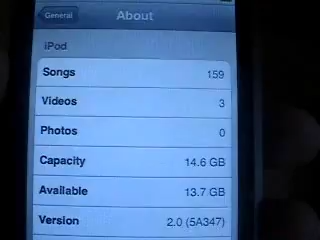 General
About
iPod
Songs 159
Videos 3
Photos 0
Capacity 14.6 GB
Available 13.7 GB
Version 2.0 (5A347)